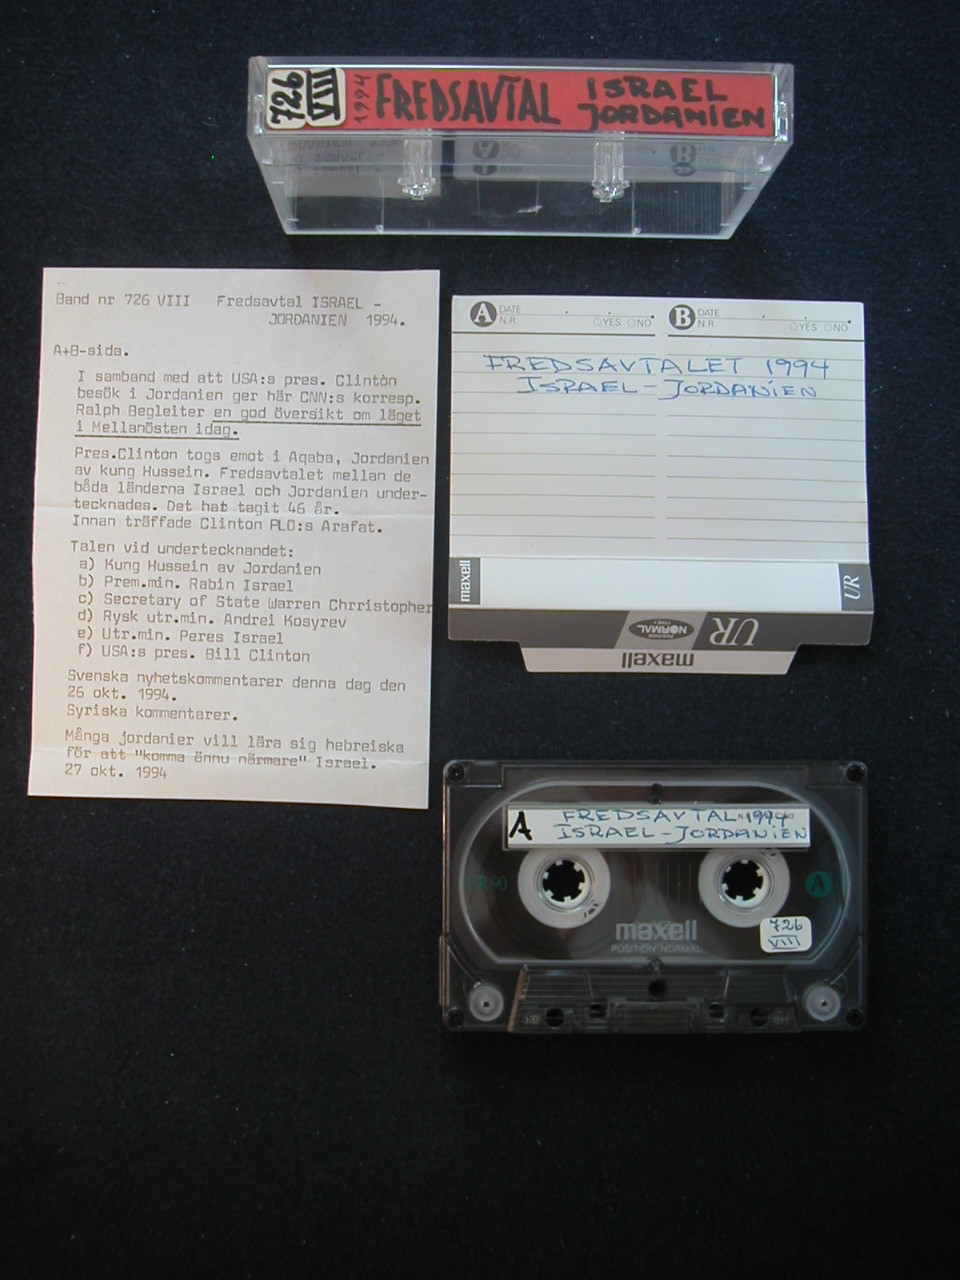 726
VIII
1994 FREDSAVTAL ISRAEL
JORDANIEN
Band nr 726 VIII Fredsavtal ISRAEL -
JORDANIEN 1994.
A+B-sida.
I samband med att USA:s pres. Clinton
besök i Jordanien ger här CNN:s korresp.
Ralph Begleiter en god översikt om läget
i Mellanösten idag.
Pres.Clinton togs emot i Aqaba, Jordanien
av kung Hussein. Fredsavtalet mellan de
båda länderna Israel och Jordanien under-
tecknades. Det hat tagit 46 år.
Innan träffade Clinton PLO:s Arafat.
Talen vid undertecknandet:
a) Kung Hussein av Jordanien
b) Prem.min. Rabin Israel
c) Secretary of State Warren Chrristopher
d) Rysk utr.min. Andrei Kosyrev
e) Utr.min. Peres Israel
f) USA:s pres. Bill Clinton
Svenska nyhetskommentarer denna dag den
26 okt. 1994.
Syriska kommentarer.
Många jordanier vill lära sig hebreiska
för att "komma ännu närmare" Israel.
27 okt. 1994
A DATE
N.R. YES NO
B DATE
N.R. YES NO
FREDSAVTALET 1994
ISRAEL - JORDANIEN
maxell
UR
UR
POSITION
NORMAL
maxell
A FREDSAVTAL 1994
ISRAEL - JORDANIEN
UR 90
A
maxell
POSITION NORMAL
726
VIII